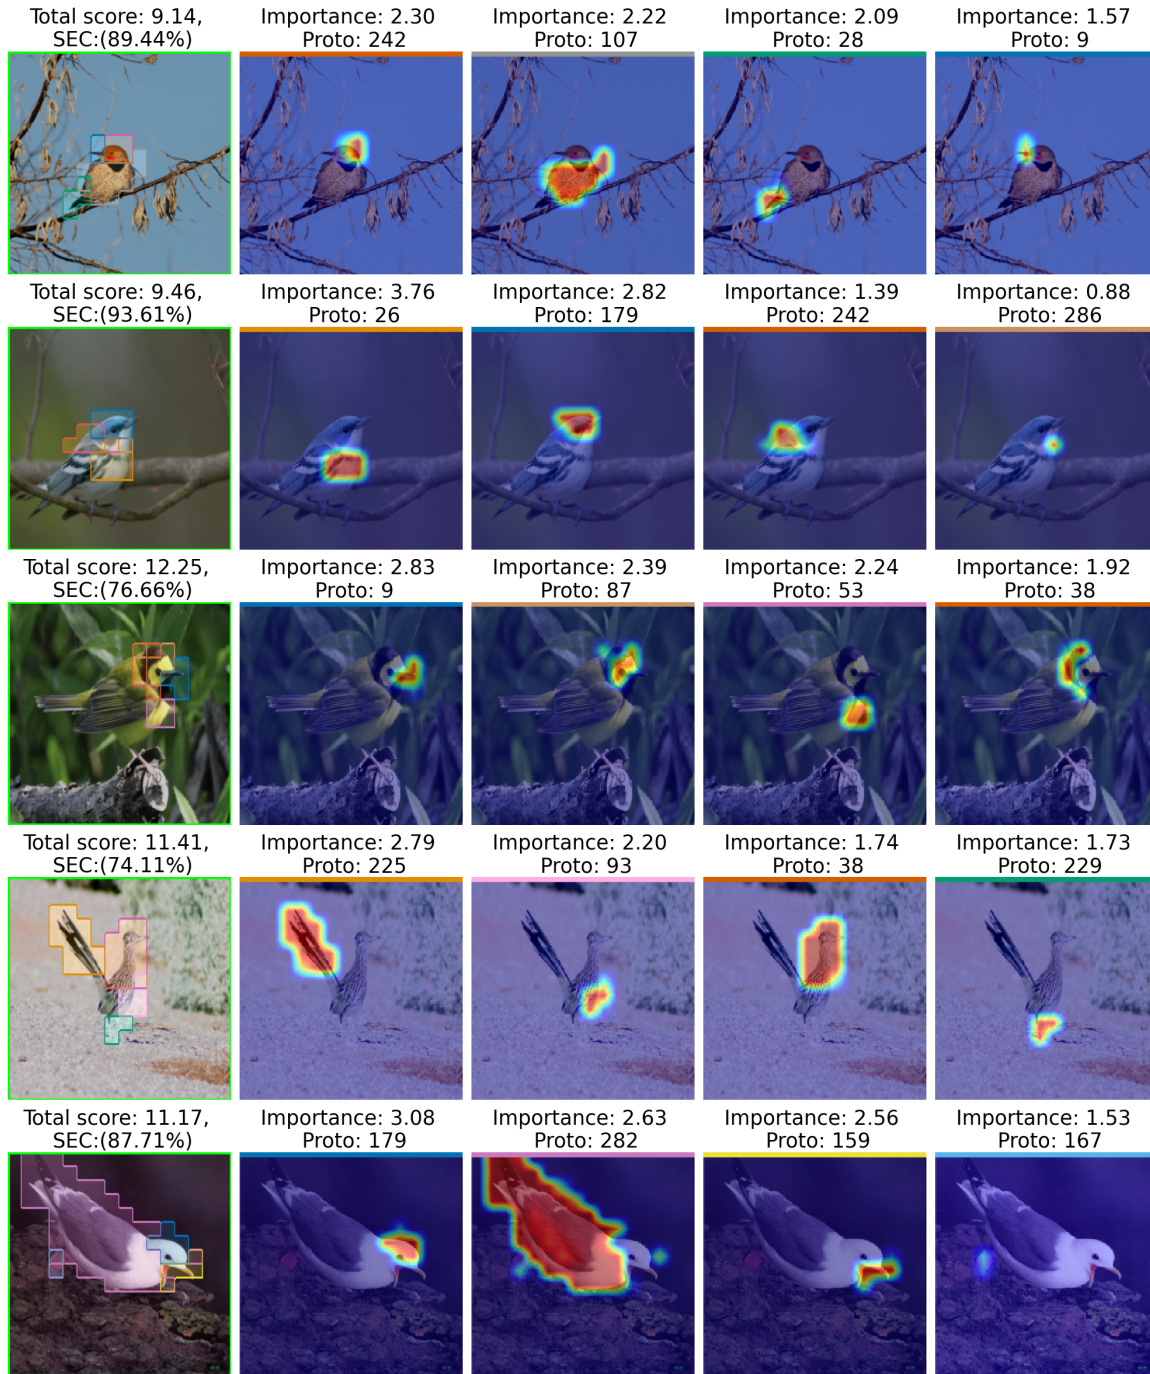 Total score: 9.14,
SEC:(89.44%)
Importance: 2.30
Proto: 242
Importance: 2.22
Proto: 107
Importance: 2.09
Proto: 28
Importance: 1.57
Proto: 9
Total score: 9.46,
SEC:(93.61%)
Importance: 3.76
Proto: 26
Importance: 2.82
Proto: 179
Importance: 1.39
Proto: 242
Importance: 0.88
Proto: 286
Total score: 12.25,
SEC:(76.66%)
Importance: 2.83
Proto: 9
Importance: 2.39
Proto: 87
Importance: 2.24
Proto: 53
Importance: 1.92
Proto: 38
Total score: 11.41,
SEC:(74.11%)
Importance: 2.79
Proto: 225
Importance: 2.20
Proto: 93
Importance: 1.74
Proto: 38
Importance: 1.73
Proto: 229
Total score: 11.17,
SEC:(87.71%)
Importance: 3.08
Proto: 179
Importance: 2.63
Proto: 282
Importance: 2.56
Proto: 159
Importance: 1.53
Proto: 167